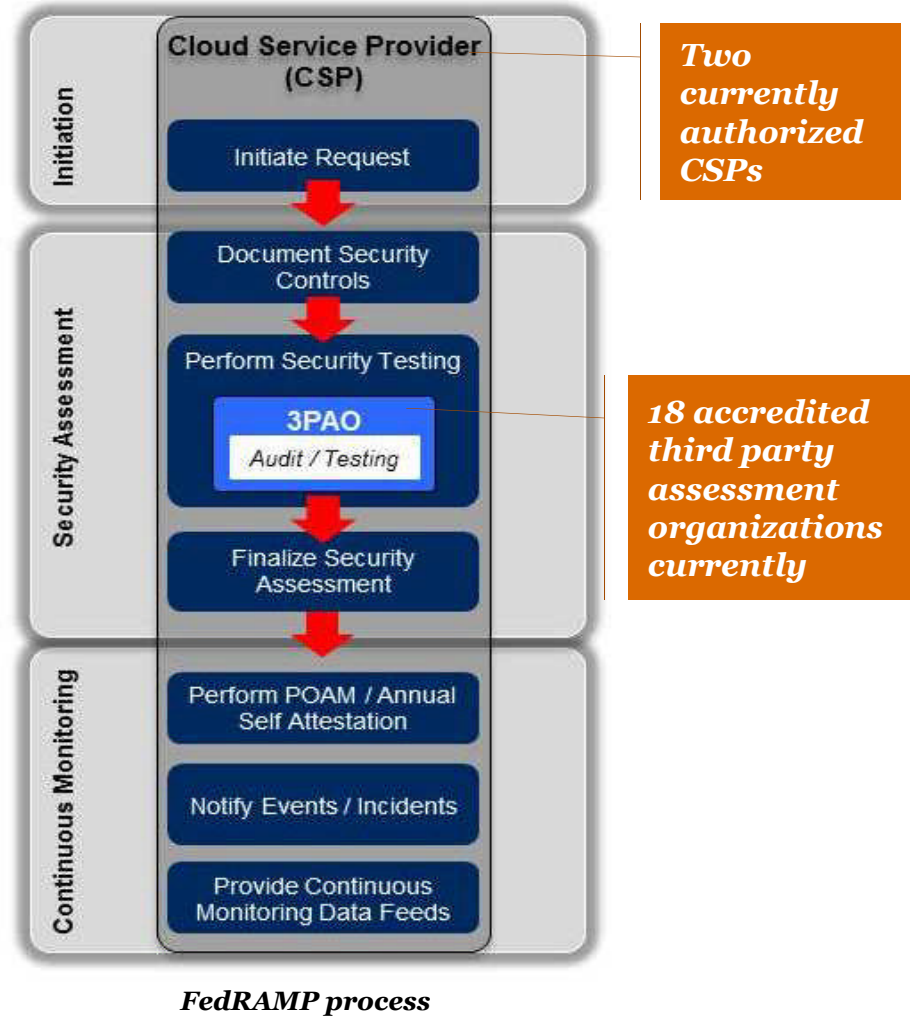 Cloud Service Provider
(CSP)
Two
currently
authorized
CSPs
Initiation
Initiate Request
Document Security
Controls
Security Assessment
Perform Security Testing
3PAO
Audit / Testing
18 accredited
third party
assessment
organizations
currently
Finalize Security
Assessment
Continuous Monitoring
Perform POAM / Annual
Self Attestation
Notify Events / Incidents
Provide Continuous
Monitoring Data Feeds
FedRAMP process